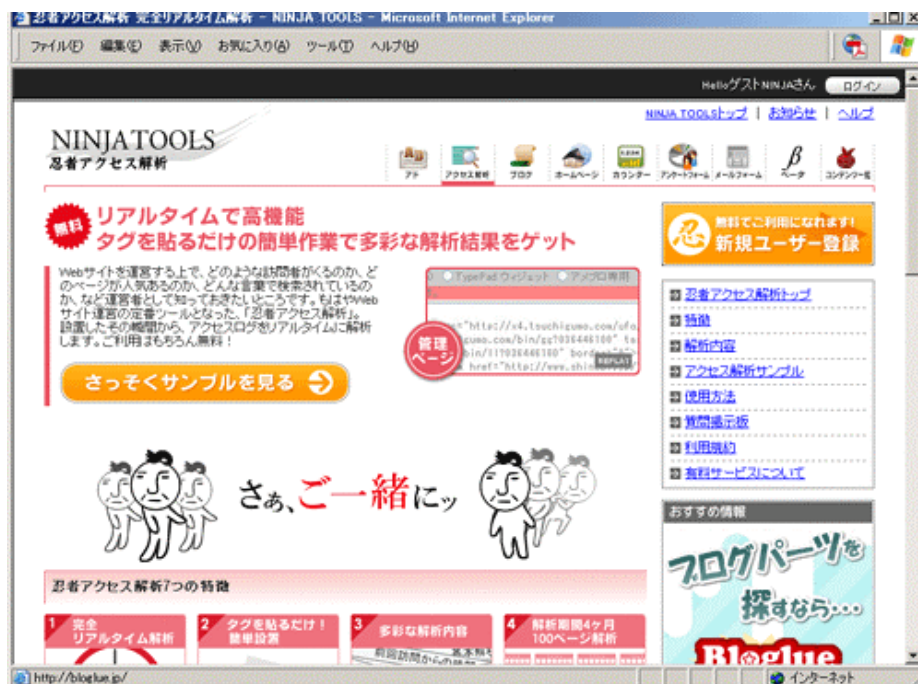 忍者アクセス解析 完全リアルタイム解析 - NINJA TOOLS - Microsoft Internet Explorer
ファイル(F) 編集(E) 表示(V) お気に入り(A) ツール(T) ヘルプ(H)
HelloゲストNINJAさん ログイン
NINJA TOOLSトップ | お知らせ | ヘルプ
NINJATOOLS
忍者アクセス解析
アド アクセス解析 ブログ ホームページ カウンター アンケートフォーム メールフォーム β ベータ コンテンツ一覧
無料
リアルタイムで高機能
タグを貼るだけの簡単作業で多彩な解析結果をゲット
忍
無料でご利用になれます!
新規ユーザー登録
Webサイトを運営する上で、どのような訪問者がくるのか、ど
のページが人気あるのか、どんな言葉で検索されているの
か、など運営者として知っておきたいところです。もはやWeb
サイト運営の定番ツールとなった、「忍者アクセス解析」。
設置したその瞬間から、アクセスログをリアルタイムに解析
します。ご利用はもちろん無料！
さっそくサンプルを見る
TypePad ウィジェット アメブロ専用
管理
ページ
REPLAY
忍者アクセス解析トップ
特徴
解析内容
アクセス解析サンプル
使用方法
質問掲示板
利用規約
有料サービスについて
さぁ、ご一緒にッ
おすすめ情報
ブログパーツを
探すなら…
Bloglue
忍者アクセス解析7つの特徴
1 完全
リアルタイム解析
2 タグを貼るだけ！
簡単設置
3 多彩な解析内容
4 解析期間4ヶ月
100ページ解析
http://bloglue.jp/
インターネット